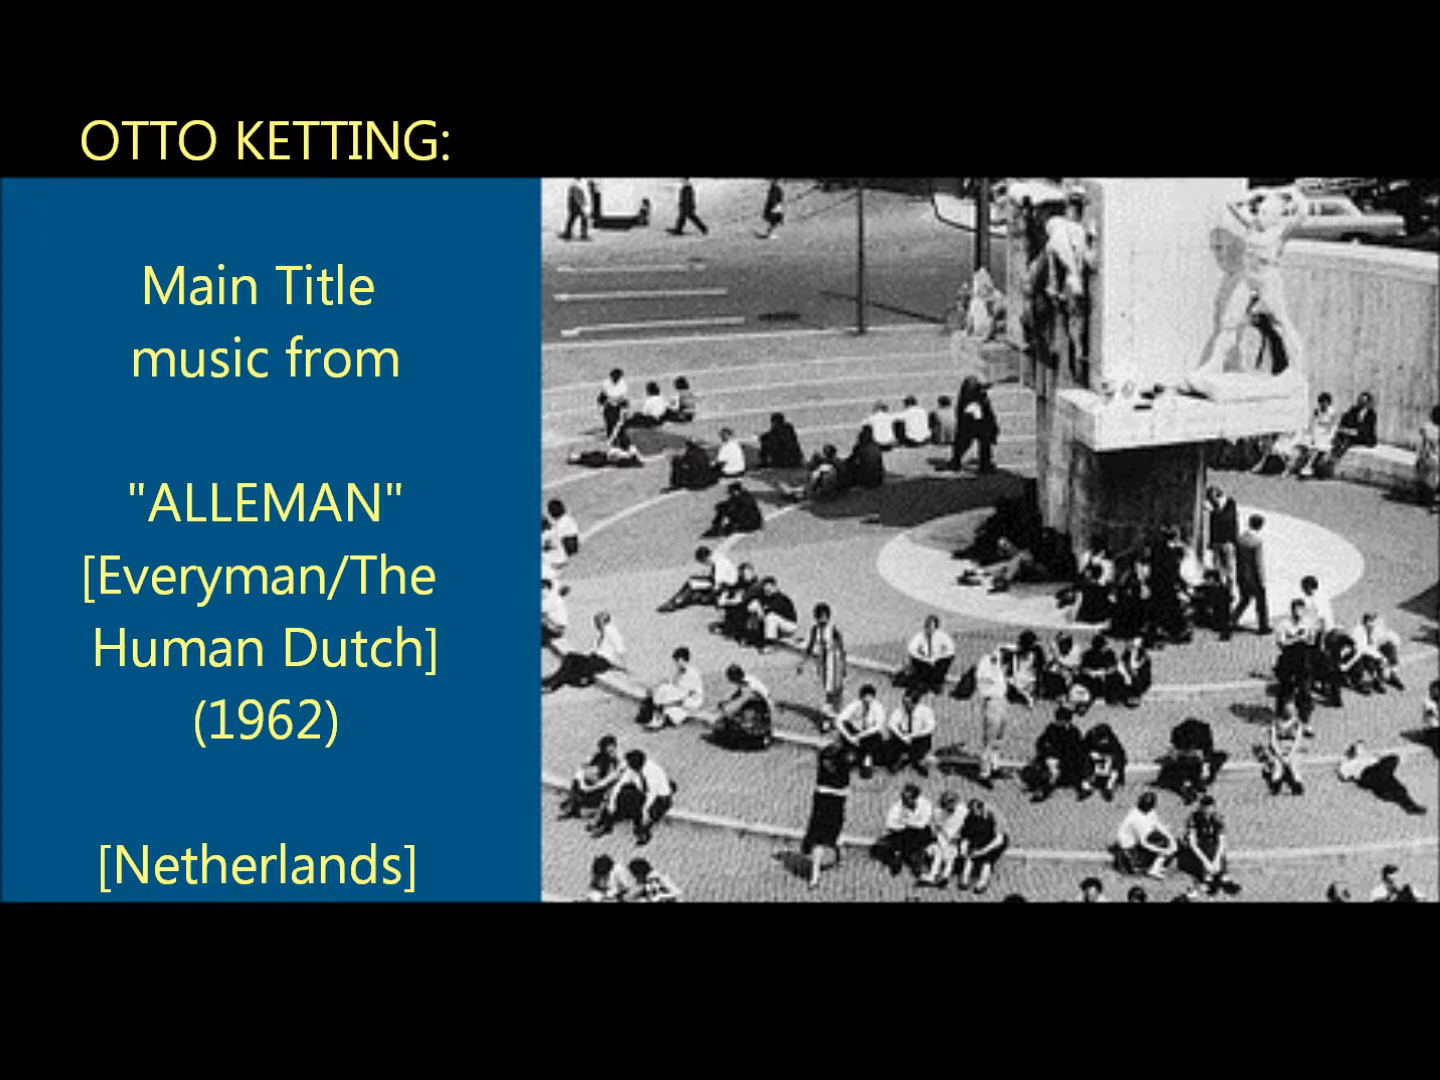 OTTO KETTING:
Main Title
music from
"ALLEMAN"
[Everyman/The
Human Dutch]
(1962)
[Netherlands]